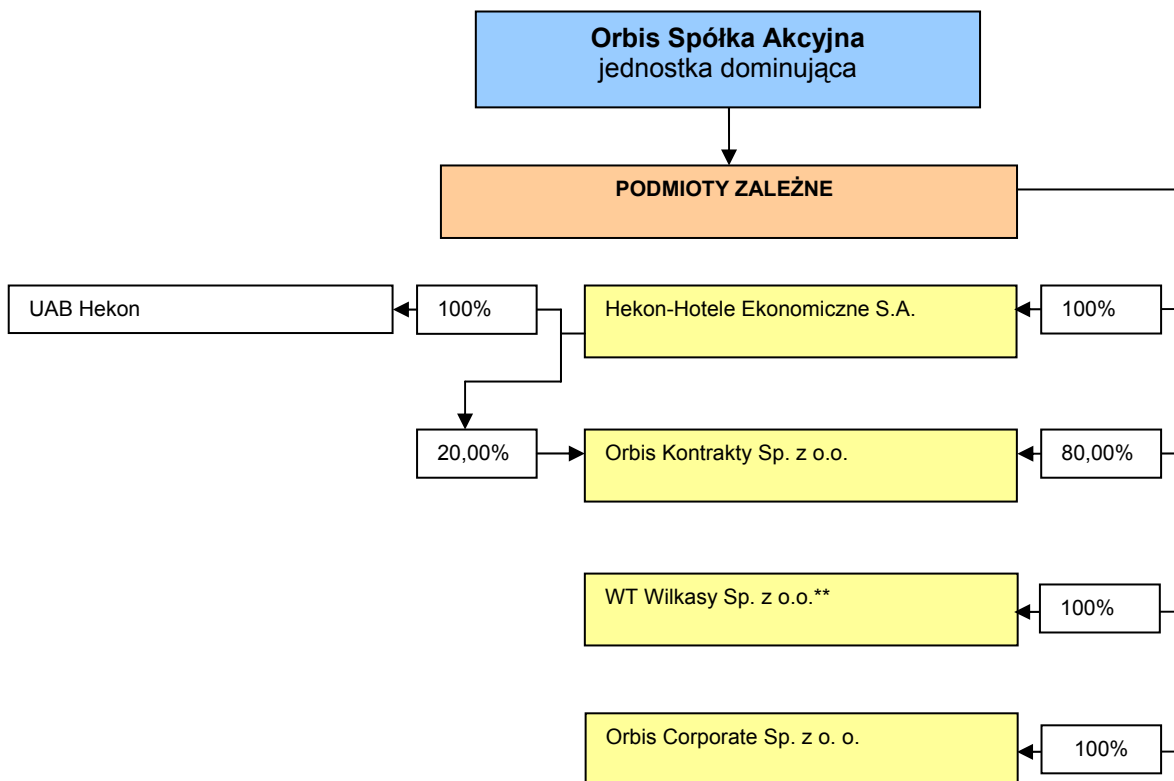 Orbis Spółka Akcyjna
jednostka dominująca
PODMIOTY ZALEŻNE
UAB Hekon
100%
Hekon-Hotele Ekonomiczne S.A.
100%
20,00%
Orbis Kontrakty Sp. z o.o.
80,00%
WT Wilkasy Sp. z o.o.**
100%
Orbis Corporate Sp. z o. o.
100%